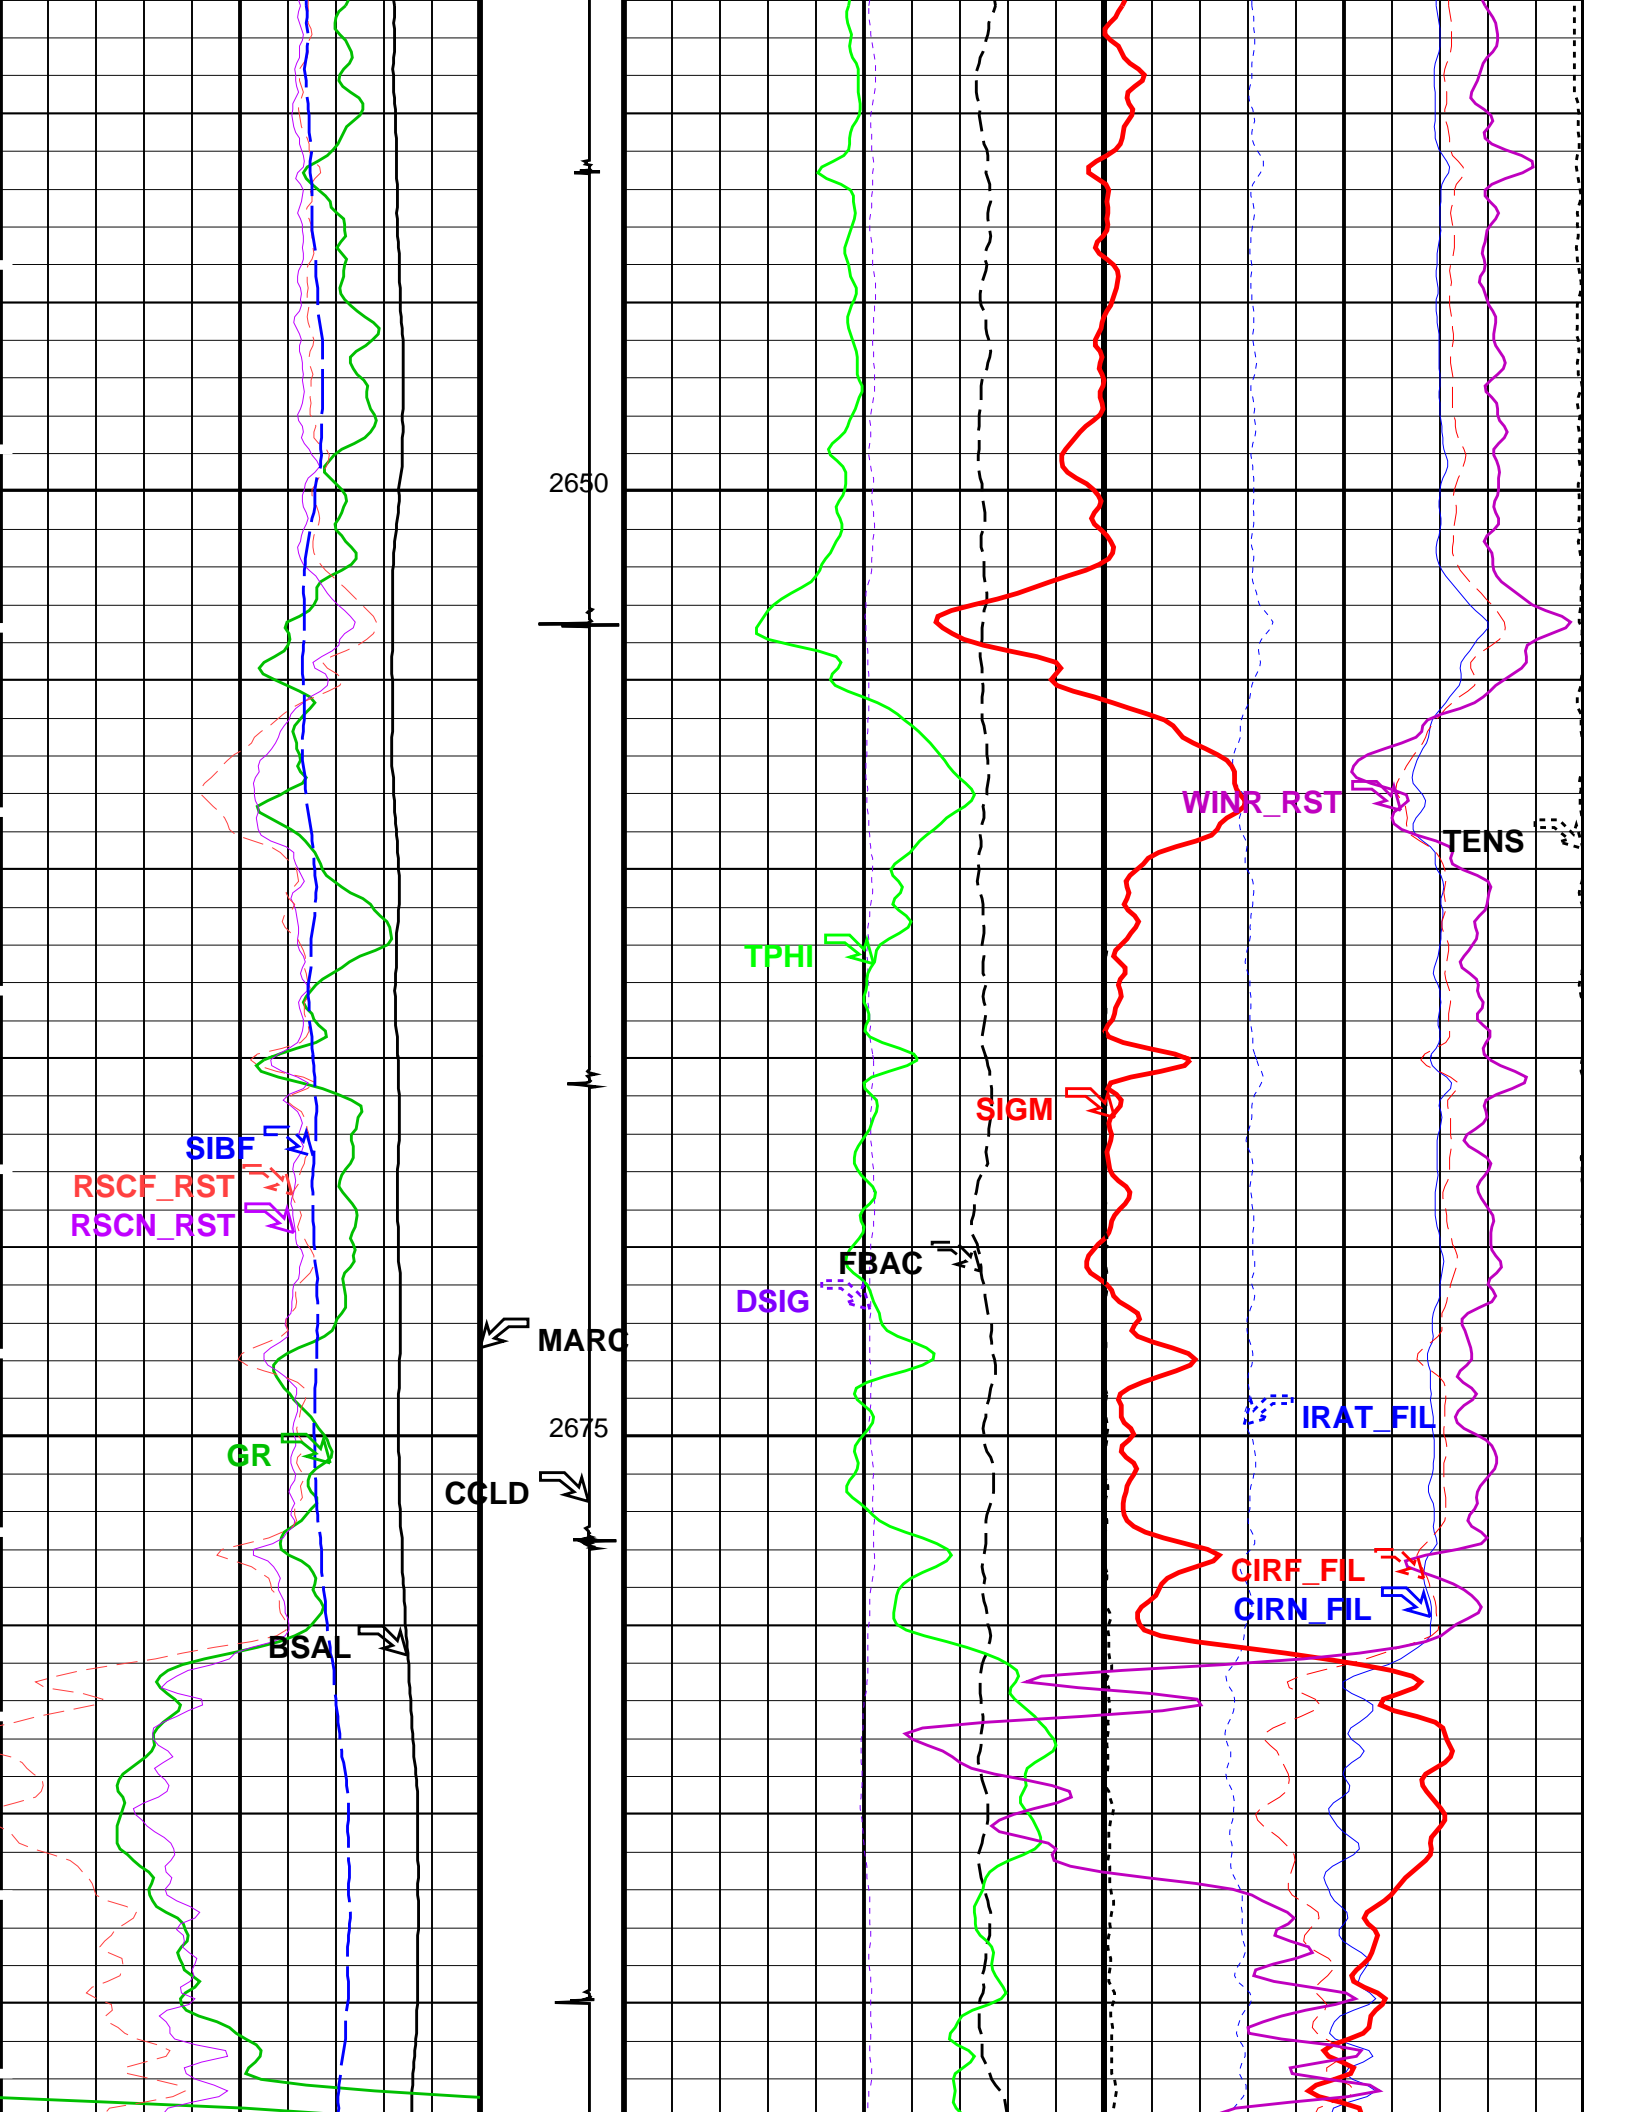 2650
WINR_RST
TENS
TPHI
SIGM
SIBF
RSCF_RST
RSCN_RST
FBAC
DSIG
MARC
IRAT_FIL
2675
GR
CCLD
CIRF_FIL
CIRN_FIL
BSAL